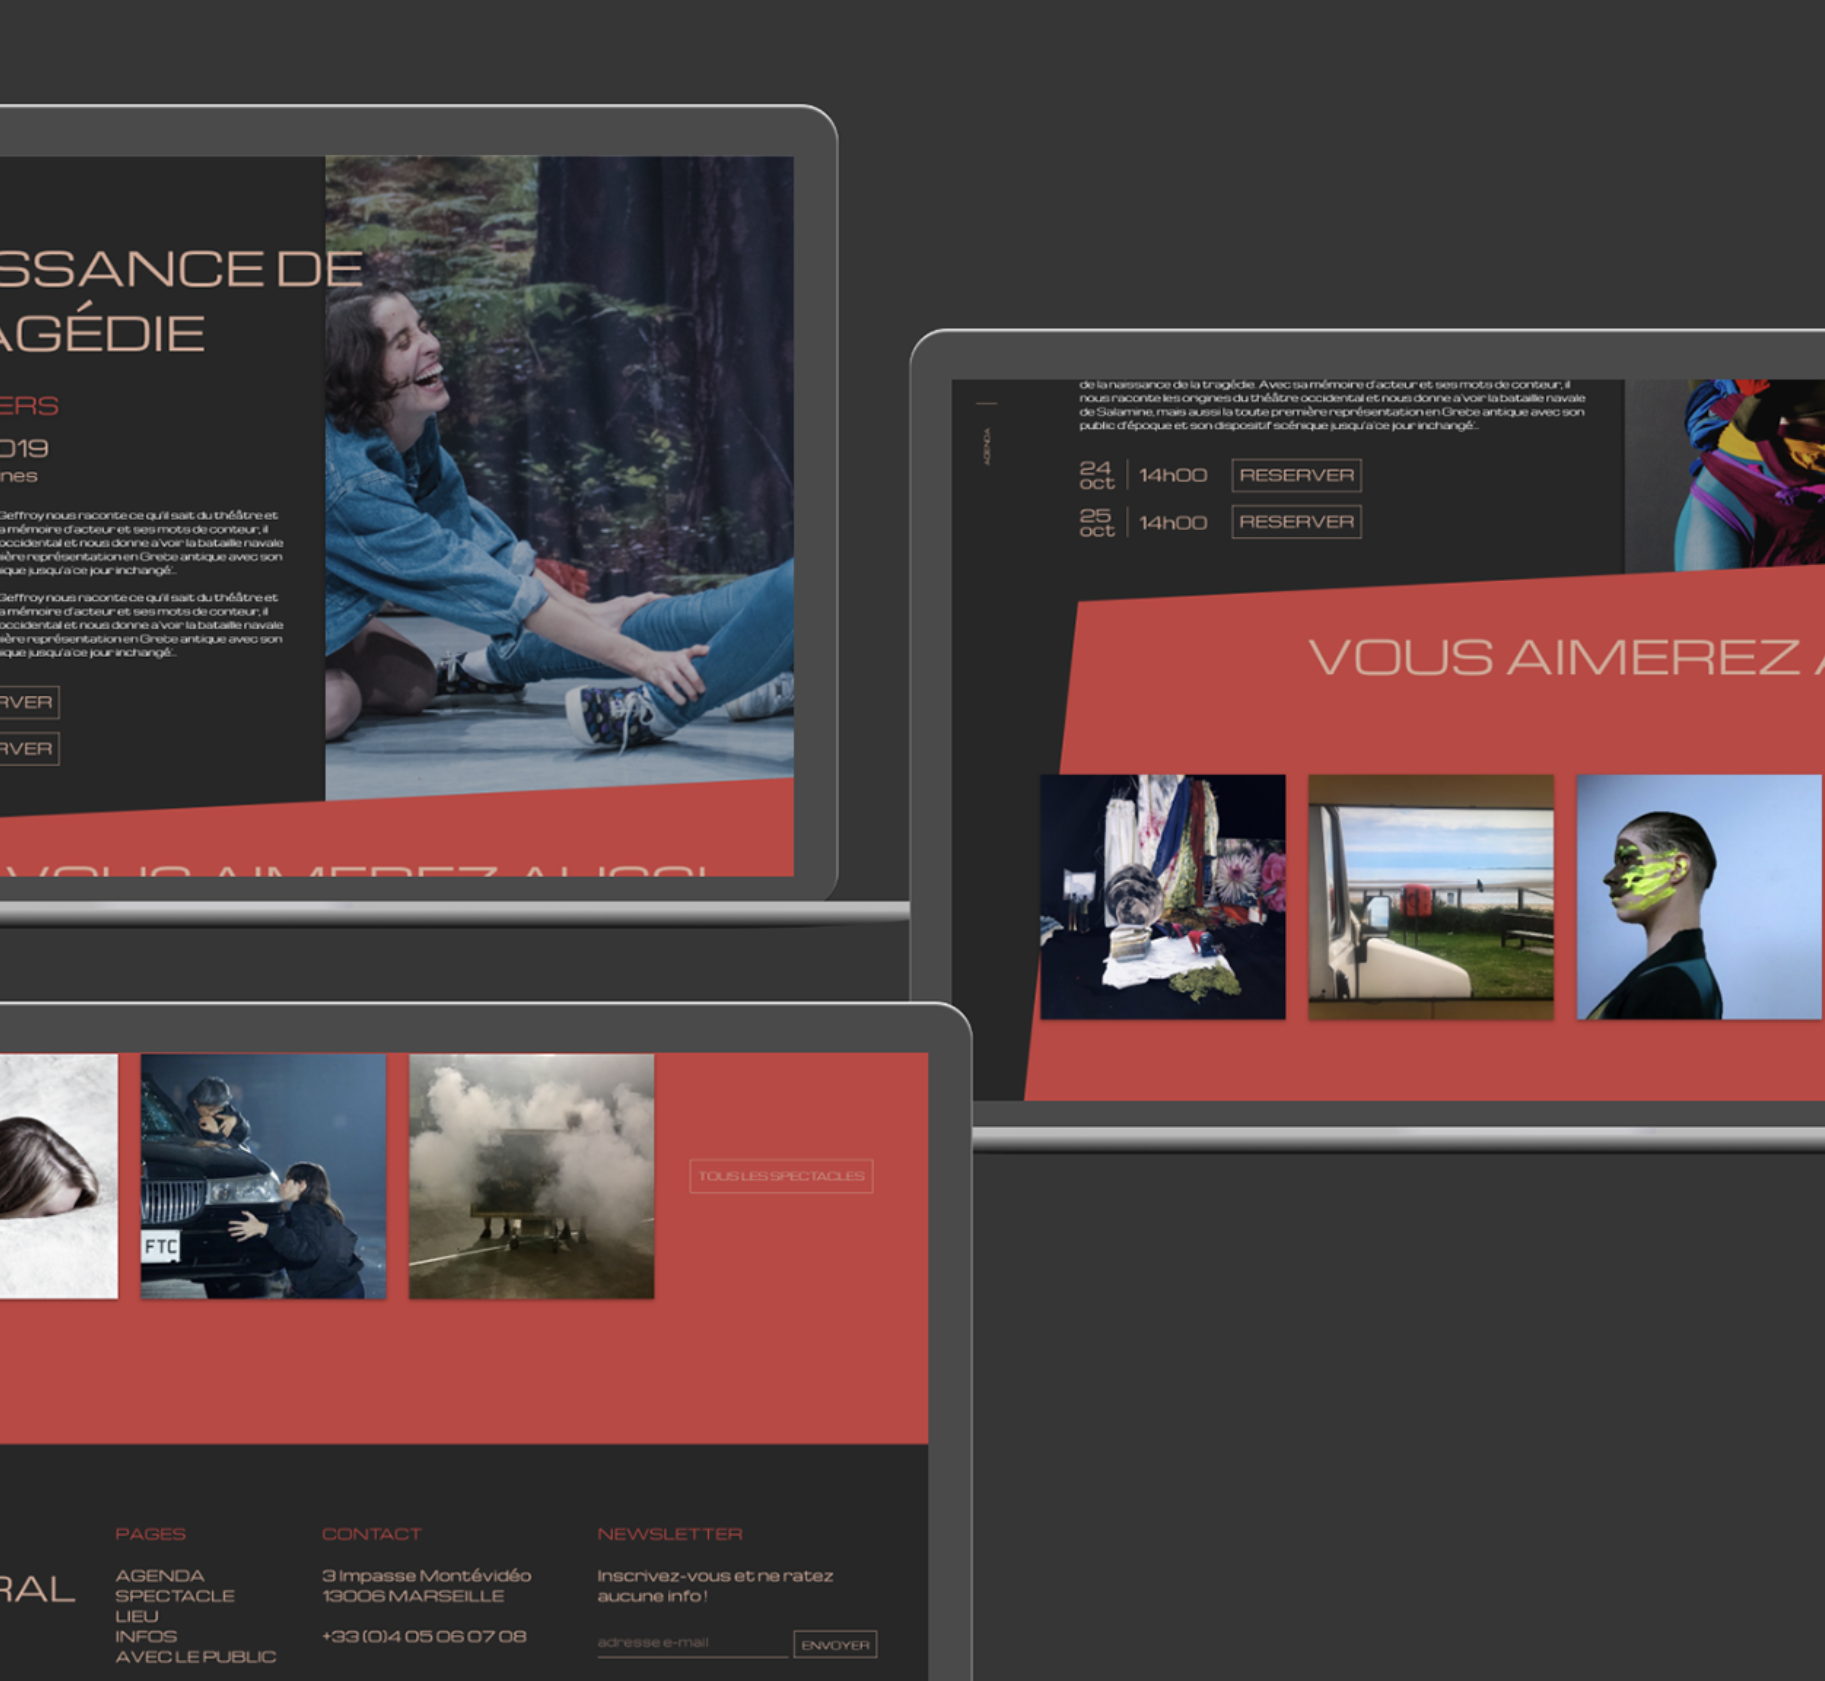 SSANCE DE
AGÉDIE
ERS
2019
nes
Geffroy nous raconte ce qu'il sait du théâtre et
a mémoire d'acteur et ses mots de conteur, il
occidental et nous donne a'voir la bataille navale
ière représentation en Grece antique avec son
ique jusqu'a'ce jour inchangé'..
Geffroy nous raconte ce qu'il sait du théâtre et
a mémoire d'acteur et ses mots de conteur, il
occidental et nous donne a'voir la bataille navale
ière représentation en Grece antique avec son
ique jusqu'a'ce jour inchangé'..
RVER
RVER
VOUS AIMEREZ AUSSI
AGENDA
de la naissance de la tragédie. Avec sa mémoire d'acteur et ses mots de conteur, il
nous raconte les origines du théâtre occidental et nous donne a'voir la bataille navale
de Salamine, mais aussi la toute première représentation en Grece antique avec son
public d'époque et son dispositif scénique jusqu'a'ce jour inchangé'..
24 oct 14h00 RESERVER
25 oct 14h00 RESERVER
VOUS AIMEREZ A
FTC
TOUS LES SPECTACLES
RAL
PAGES
AGENDA
SPECTACLE
LIEU
INFOS
AVEC LE PUBLIC
CONTACT
3 Impasse Montévidéo
13006 MARSEILLE
+33 (0)4 05 06 07 08
NEWSLETTER
Inscrivez-vous et ne ratez
aucune info !
adresse e-mail
ENVOYER